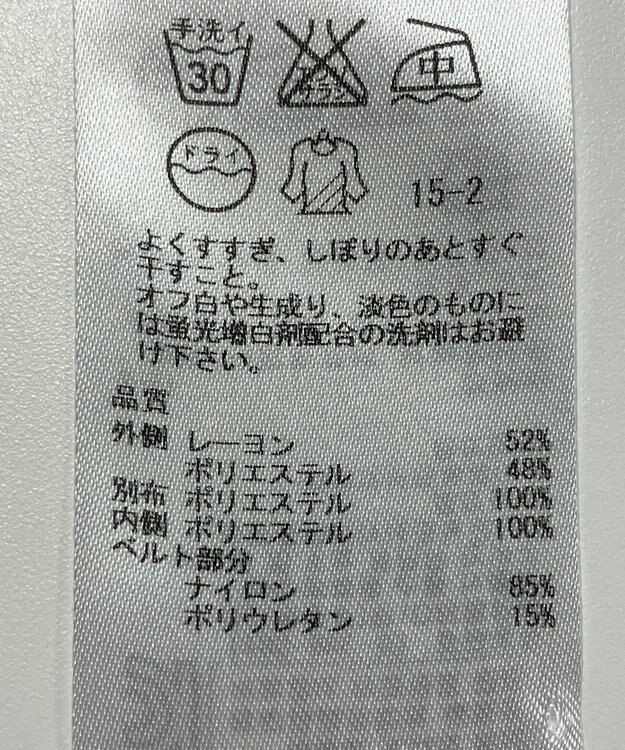 手洗イ
30
エンソ
サラシ
中
ドライ
15-2
よくすすぎ、しぼりのあとすぐ
干すこと。
オフ白や生成り、淡色のものに
は蛍光増白剤配合の洗剤はお避
け下さい。
品質
外側 レーヨン 52%
ポリエステル 48%
別布 ポリエステル 100%
内側 ポリエステル 100%
ベルト部分
ナイロン 85%
ポリウレタン 15%